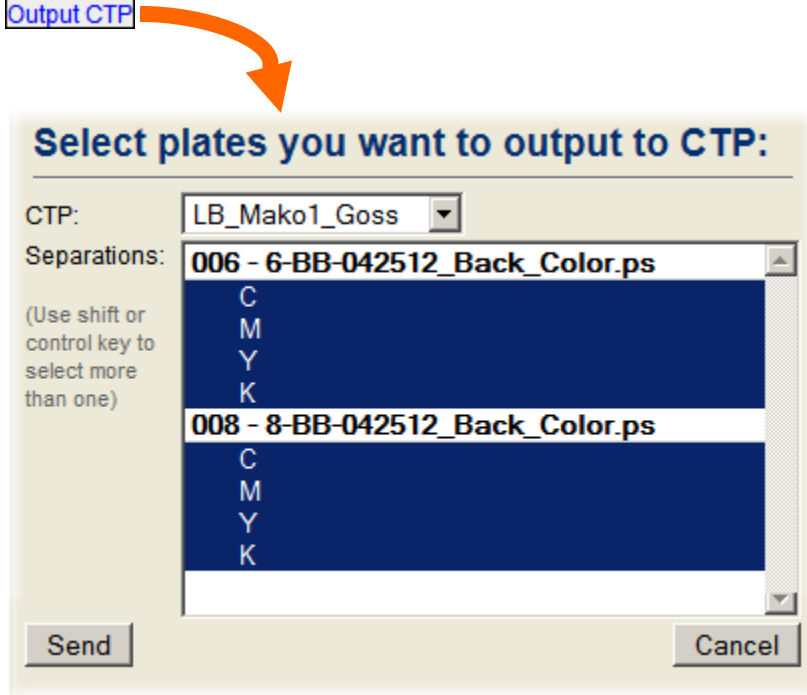 Output CTP
Select plates you want to output to CTP:
CTP:
LB_Mako1_Goss
Separations:
(Use shift or
control key to
select more
than one)
006 - 6-BB-042512_Back_Color.ps
C
M
Y
K
008 - 8-BB-042512_Back_Color.ps
C
M
Y
K
Send
Cancel